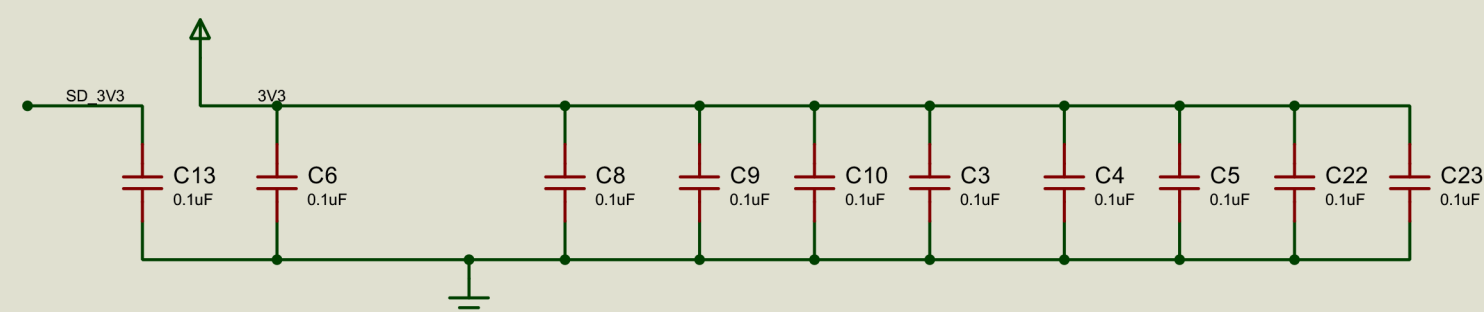 SD_3V3
3V3
C13
0.1uF
C6
0.1uF
C8
0.1uF
C9
0.1uF
C10
0.1uF
C3
0.1uF
C4
0.1uF
C5
0.1uF
C22
0.1uF
C23
0.1uF